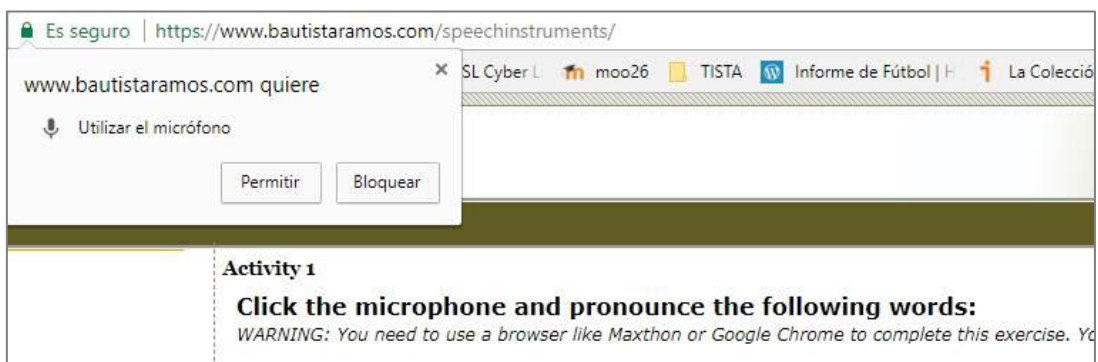 Es seguro | https://www.bautistaramos.com/speechinstruments/
SL Cyber L moo26 TISTA Informe de Fútbol | H La Colecció
www.bautistaramos.com quiere ×
Utilizar el micrófono
Permitir Bloquear
Activity 1
Click the microphone and pronounce the following words:
WARNING: You need to use a browser like Maxthon or Google Chrome to complete this exercise. Yo